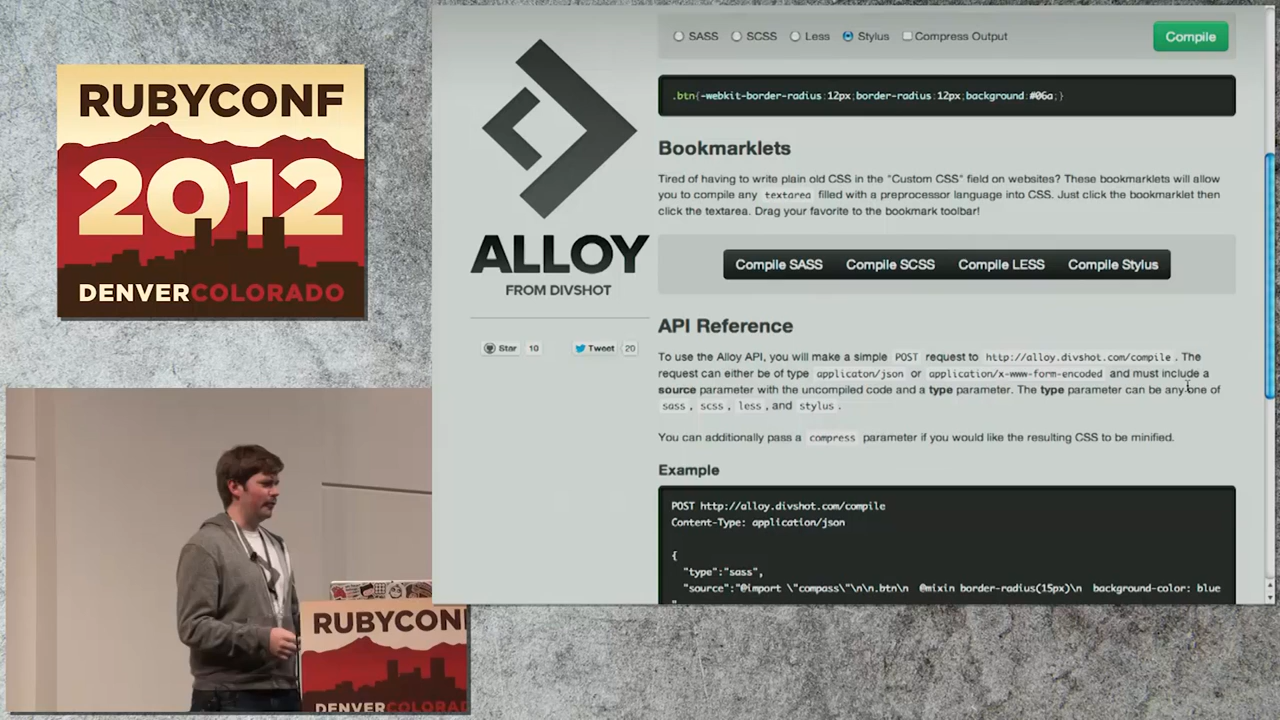 RUBYCONF
2012
DENVERCOLORADO
SASS SCSS Less Stylus Compress Output Compile
.btn{-webkit-border-radius:12px;border-radius:12px;background:#06a;}
Bookmarklets
Tired of having to write plain old CSS in the "Custom CSS" field on websites? These bookmarklets will allow
you to compile any textarea filled with a preprocessor language into CSS. Just click the bookmarklet then
click the textarea. Drag your favorite to the bookmark toolbar!
ALLOY
FROM DIVSHOT
Star 10 Tweet 20
Compile SASS Compile SCSS Compile LESS Compile Stylus
API Reference
To use the Alloy API, you will make a simple POST request to http://alloy.divshot.com/compile . The
request can either be of type applicaton/json or application/x-www-form-encoded and must include a
source parameter with the uncompiled code and a type parameter. The type parameter can be any one of
sass , scss , less , and stylus .
You can additionally pass a compress parameter if you would like the resulting CSS to be minified.
Example
POST http://alloy.divshot.com/compile
Content-Type: application/json
{
"type":"sass",
"source":"@import \"compass\"\n\n.btn\n  @mixin border-radius(15px)\n  background-color: blue
"
RUBYCON
DENVERCOLORA